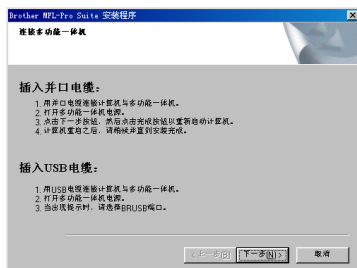 Brother MFL-Pro Suite 安装程序
连接多功能一体机
插入并口电缆：
1. 用并口电缆连接计算机与多功能一体机。
2. 打开多功能一体机电源。
3. 点击下一步按钮，然后点击完成按钮以重新启动计算机。
4. 计算机重启之后，请稍候并直到安装完成。
插入USB电缆：
1. 用USB电缆连接计算机与多功能一体机。
2. 打开多功能一体机电源。
3. 当出现提示时，请选择BRUSB端口。
<上一步(B) 下一步(N)> 取消